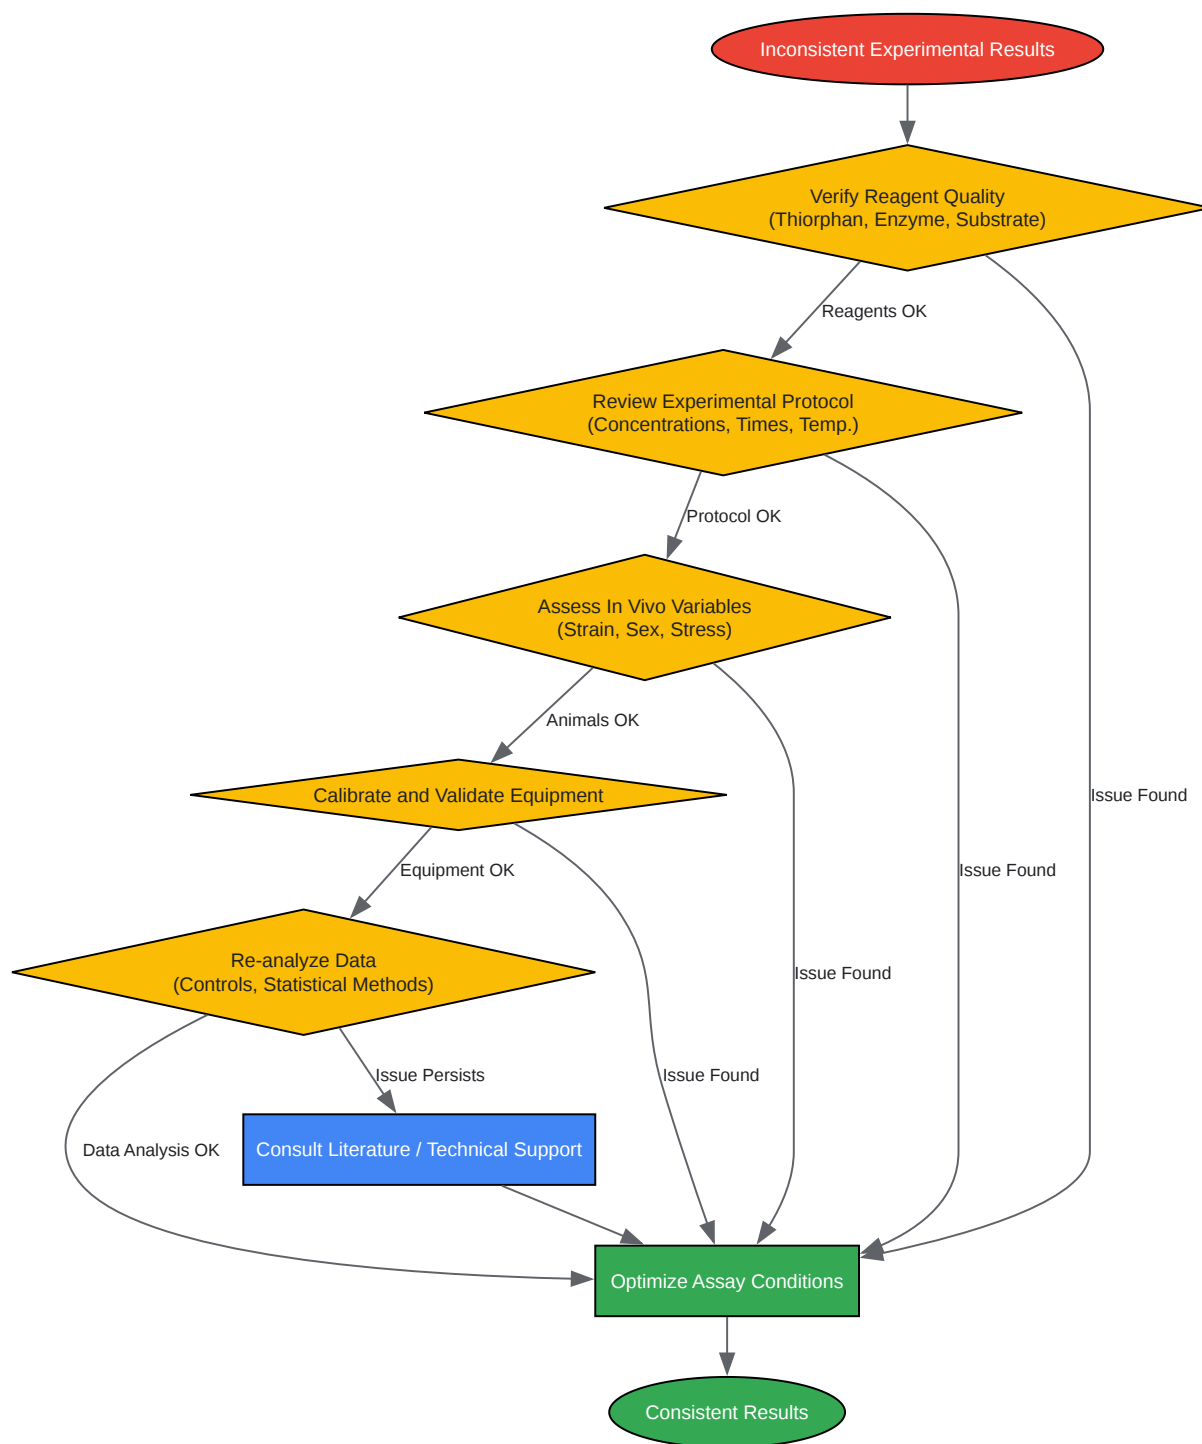 Inconsistent Experimental Results
Verify Reagent Quality
(Thiorphan, Enzyme, Substrate)
Reagents OK
Review Experimental Protocol
(Concentrations, Times, Temp.)
Protocol OK
Assess In Vivo Variables
(Strain, Sex, Stress)
Animals OK
Calibrate and Validate Equipment
Issue Found
Equipment OK
Issue Found
Re-analyze Data
(Controls, Statistical Methods)
Issue Found
Issue Persists
Issue Found
Data Analysis OK
Consult Literature / Technical Support
Optimize Assay Conditions
Consistent Results